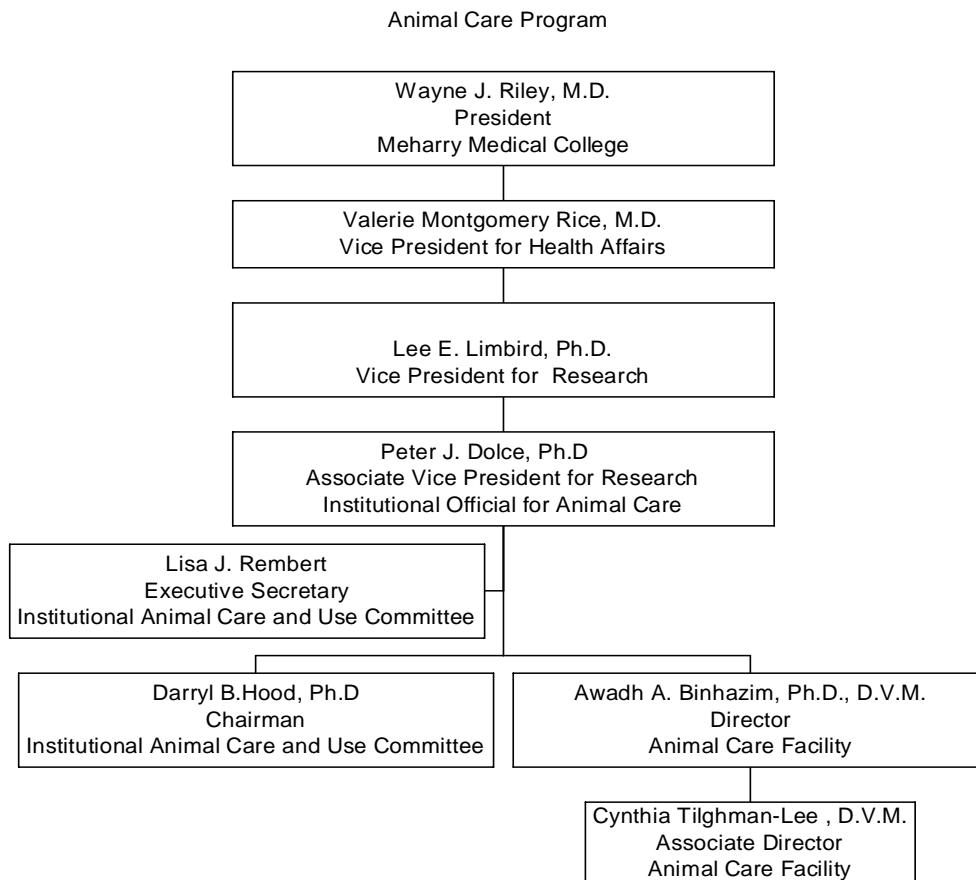 Animal Care Program
Wayne J. Riley, M.D.
President
Meharry Medical College
Valerie Montgomery Rice, M.D.
Vice President for Health Affairs
Lee E. Limbird, Ph.D.
Vice President for Research
Peter J. Dolce, Ph.D
Associate Vice President for Research
Institutional Official for Animal Care
Lisa J. Rembert
Executive Secretary
Institutional Animal Care and Use Committee
Darryl B.Hood, Ph.D
Chairman
Institutional Animal Care and Use Committee
Awadh A. Binhazim, Ph.D., D.V.M.
Director
Animal Care Facility
Cynthia Tilghman-Lee , D.V.M.
Associate Director
Animal Care Facility